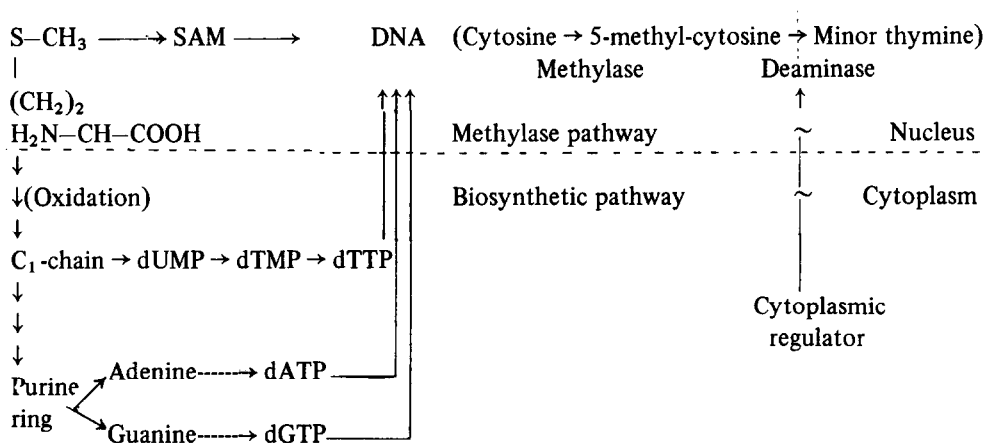 S–CH₃ → SAM → DNA (Cytosine → 5-methyl-cytosine → Minor thymine)
| Methylase Deaminase
(CH₂)₂ ↑
H₂N–CH–COOH Methylase pathway ~ Nucleus
↓
↓(Oxidation) Biosynthetic pathway ~ Cytoplasm
↓
C₁-chain → dUMP → dTMP → dTTP
↓
↓ Cytoplasmic
↓ regulator
↓
Adenine ------→ dATP
Purine
ring
Guanine ------→ dGTP